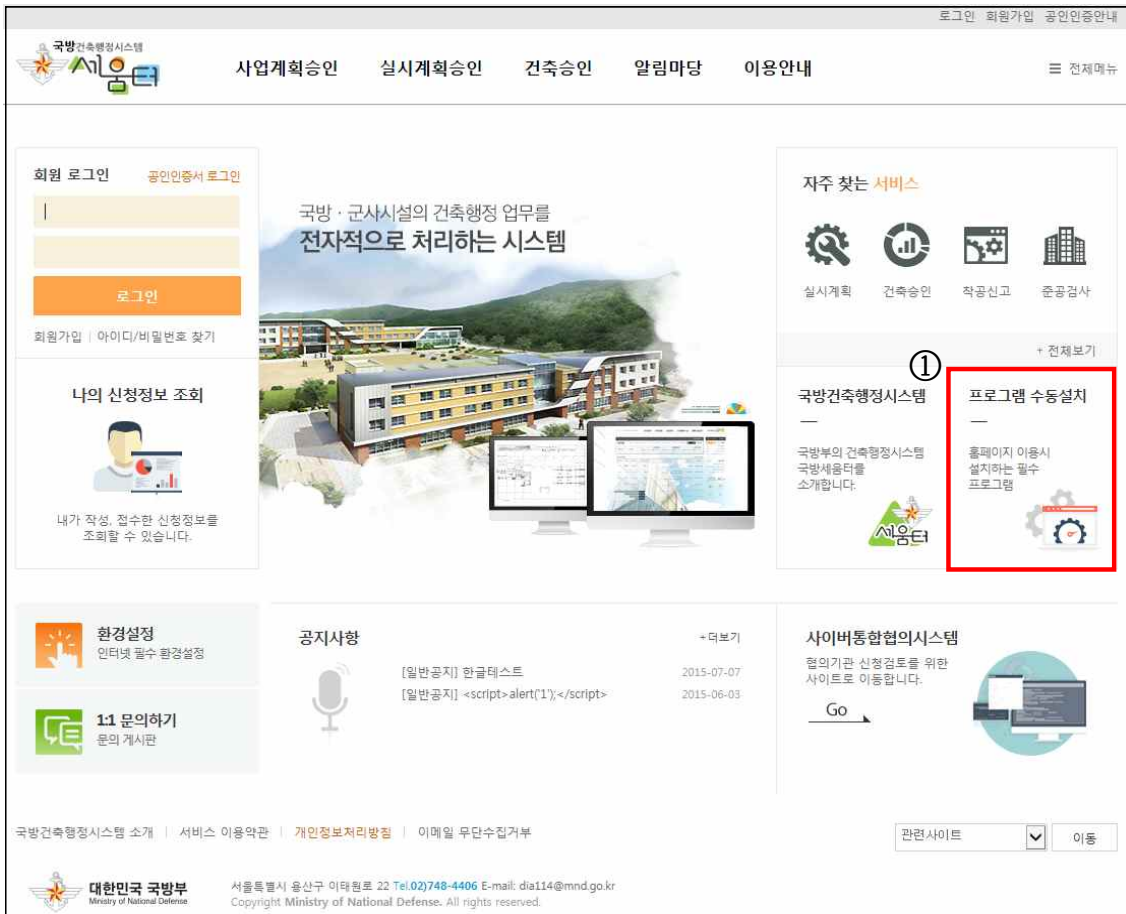 로그인 회원가입 공인인증안내
국방건축행정시스템
세움터
사업계획승인 실시계획승인 건축승인 알림마당 이용안내
전체메뉴
회원 로그인 공인인증서 로그인
로그인
회원가입 | 아이디/비밀번호 찾기
나의 신청정보 조회
내가 작성, 접수한 신청정보를
조회할 수 있습니다.
국방 · 군사시설의 건축행정 업무를
전자적으로 처리하는 시스템
자주 찾는 서비스
실시계획 건축승인 착공신고 준공검사
+ 전체보기
①
국방건축행정시스템
국방부의 건축행정시스템
국방세움터를
소개합니다.
세움터
프로그램 수동설치
홈페이지 이용시
설치하는 필수
프로그램
환경설정
인터넷 필수 환경설정
1:1 문의하기
문의 게시판
공지사항 +더보기
[일반공지] 한글테스트 2015-07-07
[일반공지] <script>alert('1');</script> 2015-06-03
사이버통합협의시스템
협의기관 신청검토를 위한
사이트로 이동합니다.
Go
국방건축행정시스템 소개 | 서비스 이용약관 | 개인정보처리방침 | 이메일 무단수집거부
관련사이트 이동
대한민국 국방부
Ministry of National Defense
서울특별시 용산구 이태원로 22 Tel.02)748-4406 E-mail: dia114@mnd.go.kr
Copyright Ministry of National Defense. All rights reserved.